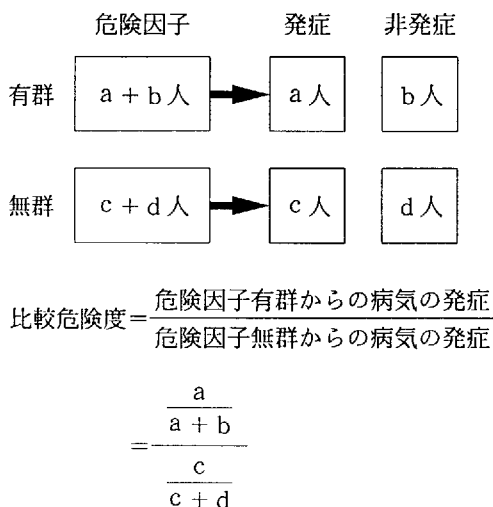 危険因子 発症 非発症
有群 a+b人 a人 b人
無群 c+d人 c人 d人
比較危険度=危険因子有群からの病気の発症
危険因子無群からの病気の発症
=
a
a+b
c
c+d